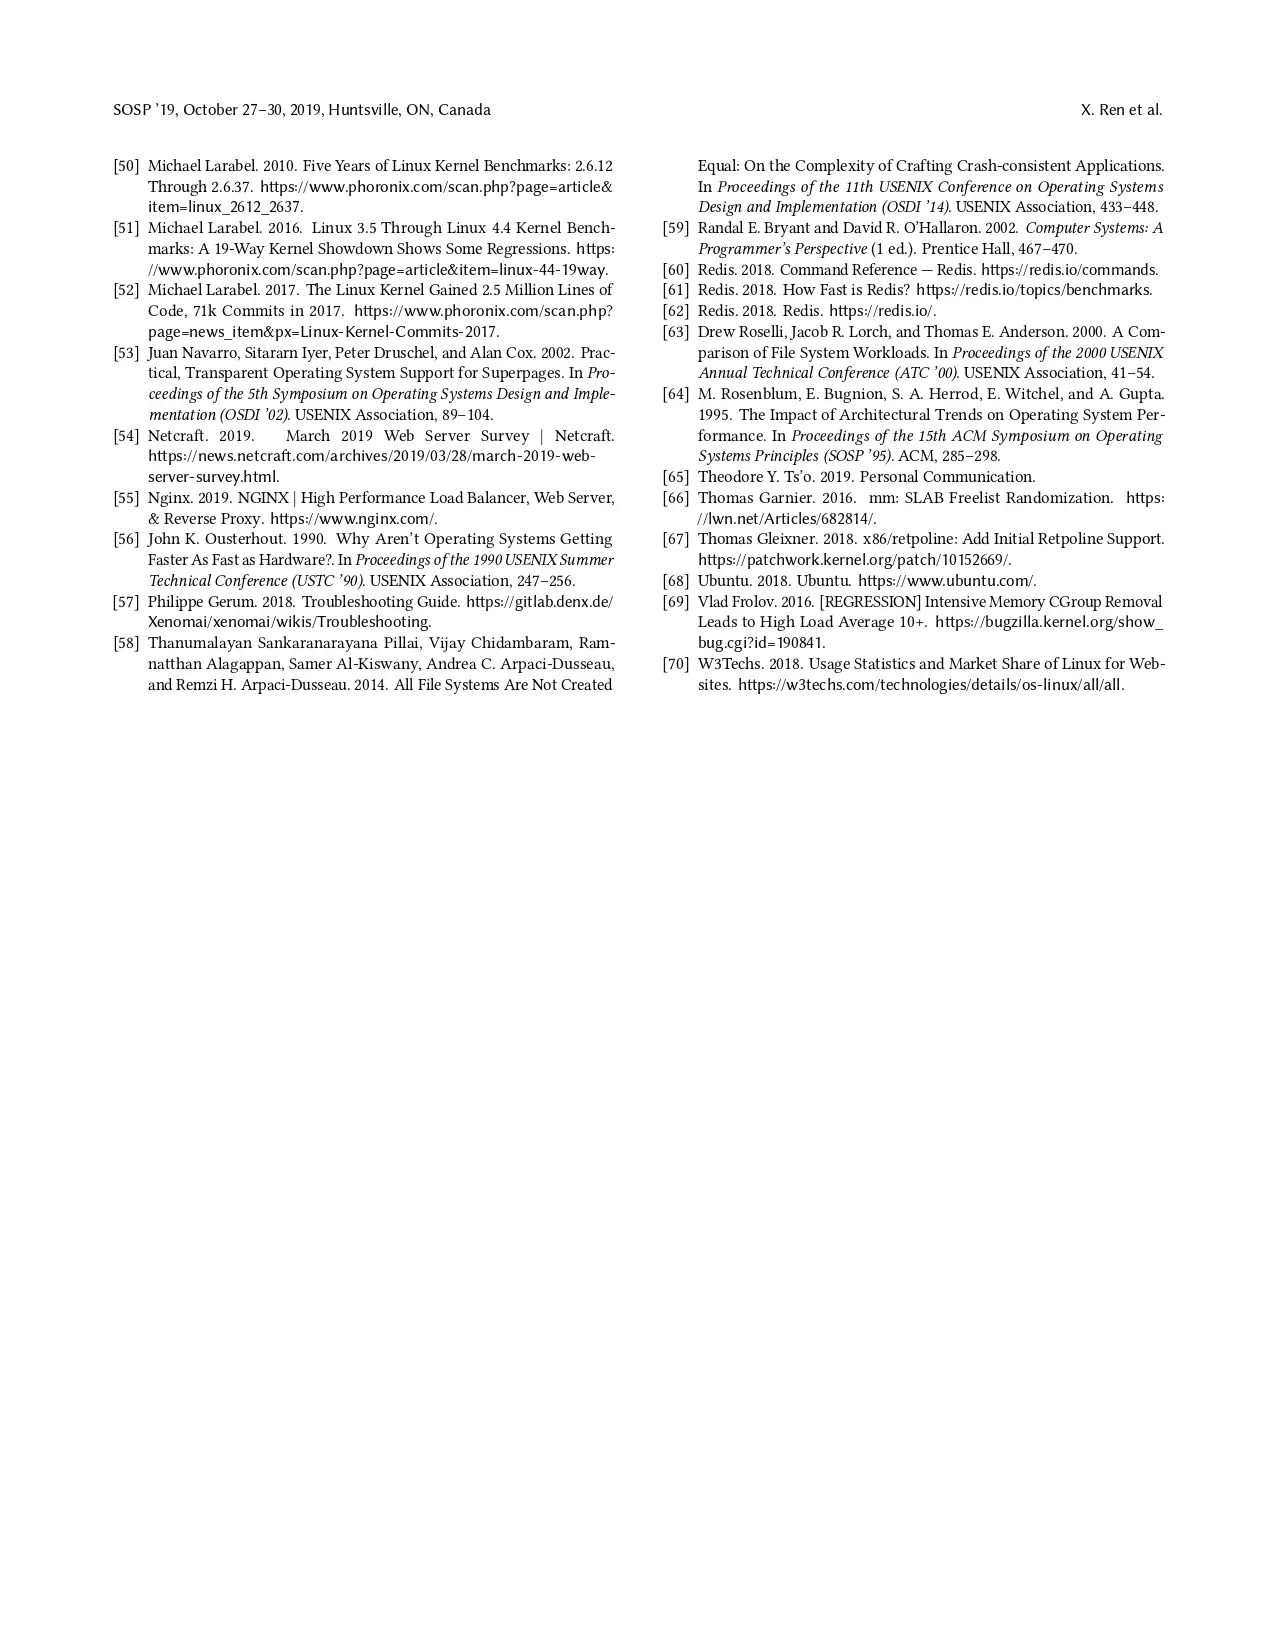 SOSP ’19, October 27–30, 2019, Huntsville, ON, Canada
X. Ren et al.
[50] Michael Larabel. 2010. Five Years of Linux Kernel Benchmarks: 2.6.12
Through 2.6.37. https://www.phoronix.com/scan.php?page=article&
item=linux_2612_2637.
[51] Michael Larabel. 2016. Linux 3.5 Through Linux 4.4 Kernel Bench-
marks: A 19-Way Kernel Showdown Shows Some Regressions. https:
//www.phoronix.com/scan.php?page=article&item=linux-44-19way.
[52] Michael Larabel. 2017. The Linux Kernel Gained 2.5 Million Lines of
Code, 71k Commits in 2017. https://www.phoronix.com/scan.php?
page=news_item&px=Linux-Kernel-Commits-2017.
[53] Juan Navarro, Sitararn Iyer, Peter Druschel, and Alan Cox. 2002. Prac-
tical, Transparent Operating System Support for Superpages. In Pro-
ceedings of the 5th Symposium on Operating Systems Design and Imple-
mentation (OSDI ’02). USENIX Association, 89–104.
[54] Netcraft. 2019. March 2019 Web Server Survey | Netcraft.
https://news.netcraft.com/archives/2019/03/28/march-2019-web-
server-survey.html.
[55] Nginx. 2019. NGINX | High Performance Load Balancer, Web Server,
& Reverse Proxy. https://www.nginx.com/.
[56] John K. Ousterhout. 1990. Why Aren’t Operating Systems Getting
Faster As Fast as Hardware?. In Proceedings of the 1990 USENIX Summer
Technical Conference (USTC ’90). USENIX Association, 247–256.
[57] Philippe Gerum. 2018. Troubleshooting Guide. https://gitlab.denx.de/
Xenomai/xenomai/wikis/Troubleshooting.
[58] Thanumalayan Sankaranarayana Pillai, Vijay Chidambaram, Ram-
natthan Alagappan, Samer Al-Kiswany, Andrea C. Arpaci-Dusseau,
and Remzi H. Arpaci-Dusseau. 2014. All File Systems Are Not Created
Equal: On the Complexity of Crafting Crash-consistent Applications.
In Proceedings of the 11th USENIX Conference on Operating Systems
Design and Implementation (OSDI ’14). USENIX Association, 433–448.
[59] Randal E. Bryant and David R. O’Hallaron. 2002. Computer Systems: A
Programmer’s Perspective (1 ed.). Prentice Hall, 467–470.
[60] Redis. 2018. Command Reference — Redis. https://redis.io/commands.
[61] Redis. 2018. How Fast is Redis? https://redis.io/topics/benchmarks.
[62] Redis. 2018. Redis. https://redis.io/.
[63] Drew Roselli, Jacob R. Lorch, and Thomas E. Anderson. 2000. A Com-
parison of File System Workloads. In Proceedings of the 2000 USENIX
Annual Technical Conference (ATC ’00). USENIX Association, 41–54.
[64] M. Rosenblum, E. Bugnion, S. A. Herrod, E. Witchel, and A. Gupta.
1995. The Impact of Architectural Trends on Operating System Per-
formance. In Proceedings of the 15th ACM Symposium on Operating
Systems Principles (SOSP ’95). ACM, 285–298.
[65] Theodore Y. Ts’o. 2019. Personal Communication.
[66] Thomas Garnier. 2016. mm: SLAB Freelist Randomization. https:
//lwn.net/Articles/682814/.
[67] Thomas Gleixner. 2018. x86/retpoline: Add Initial Retpoline Support.
https://patchwork.kernel.org/patch/10152669/.
[68] Ubuntu. 2018. Ubuntu. https://www.ubuntu.com/.
[69] Vlad Frolov. 2016. [REGRESSION] Intensive Memory CGroup Removal
Leads to High Load Average 10+. https://bugzilla.kernel.org/show_
bug.cgi?id=190841.
[70] W3Techs. 2018. Usage Statistics and Market Share of Linux for Web-
sites. https://w3techs.com/technologies/details/os-linux/all/all.